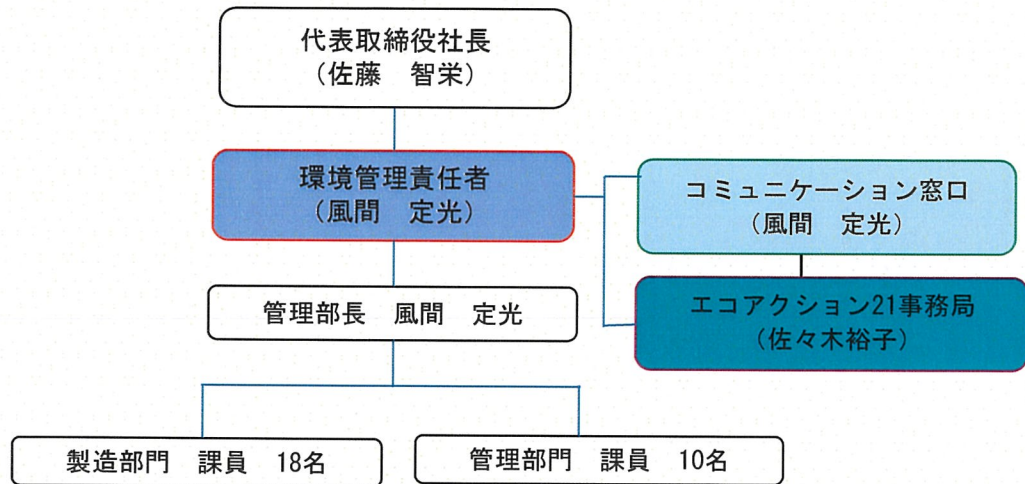 代表取締役社長
(佐藤　智栄)
環境管理責任者
(風間　定光)
コミュニケーション窓口
(風間　定光)
管理部長　風間　定光
エコアクション21事務局
(佐々木裕子)
製造部門　課員　18名
管理部門　課員　10名